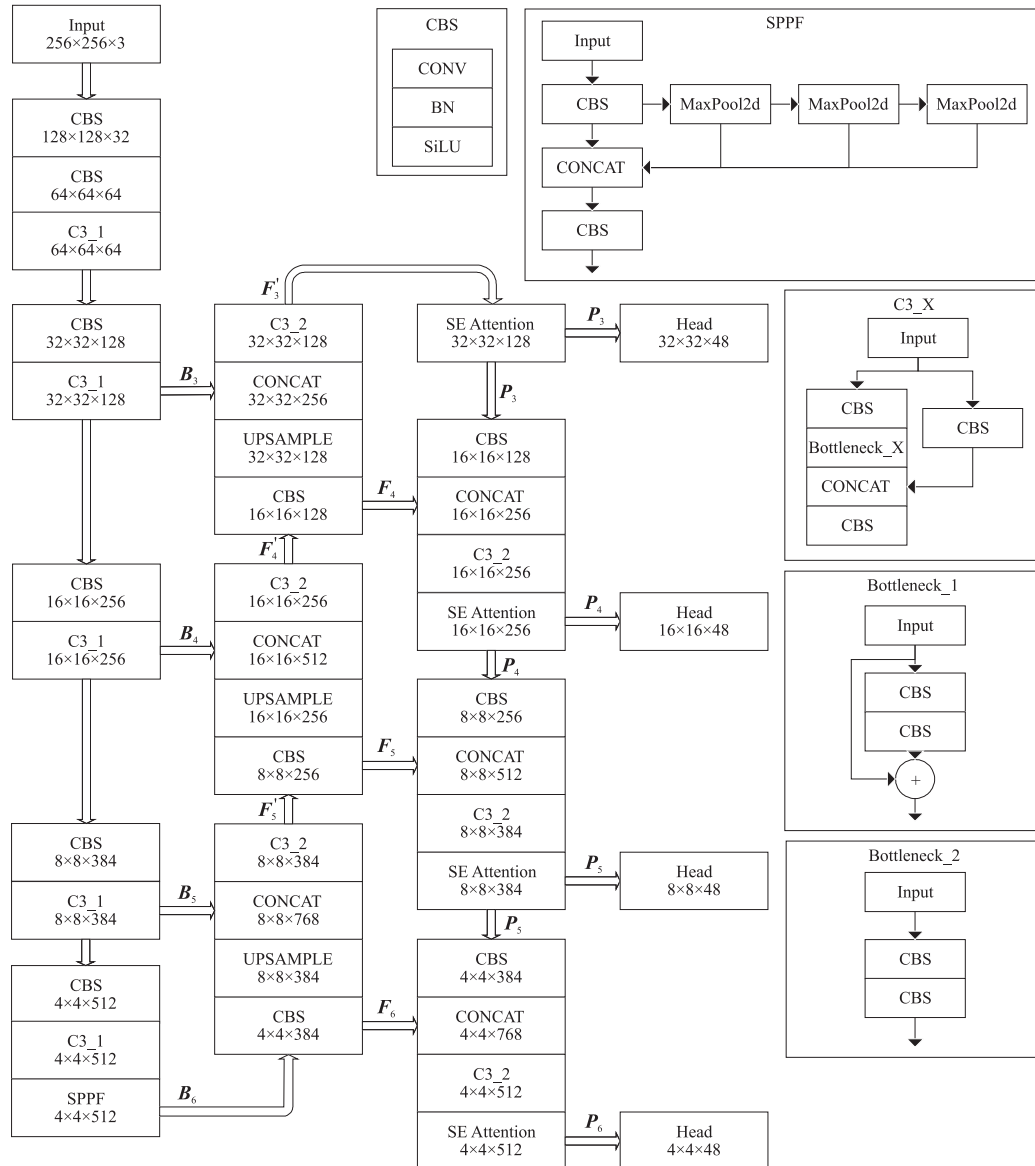 Input
256×256×3
CBS
128×128×32
CBS
64×64×64
C3_1
64×64×64
CBS
32×32×128
C3_1
32×32×128
CBS
16×16×256
C3_1
16×16×256
CBS
8×8×384
C3_1
8×8×384
CBS
4×4×512
C3_1
4×4×512
SPPF
4×4×512
B3
B4
B5
B6
F3'
C3_2
32×32×128
CONCAT
32×32×256
UPSAMPLE
32×32×128
CBS
16×16×128
F4'
C3_2
16×16×256
CONCAT
16×16×512
UPSAMPLE
16×16×256
CBS
8×8×256
F5'
C3_2
8×8×384
CONCAT
8×8×768
UPSAMPLE
8×8×384
CBS
4×4×384
F4
F5
F6
SE Attention
32×32×128
P3
Head
32×32×48
P3
CBS
16×16×128
CONCAT
16×16×256
C3_2
16×16×256
SE Attention
16×16×256
P4
Head
16×16×48
P4
CBS
8×8×256
CONCAT
8×8×512
C3_2
8×8×384
SE Attention
8×8×384
P5
Head
8×8×48
P5
CBS
4×4×384
CONCAT
4×4×768
C3_2
4×4×512
SE Attention
4×4×512
P6
Head
4×4×48
CBS
CONV
BN
SiLU
SPPF
Input
CBS
MaxPool2d
MaxPool2d
MaxPool2d
CONCAT
CBS
C3_X
Input
CBS
Bottleneck_X
CONCAT
CBS
CBS
Bottleneck_1
Input
CBS
CBS
+
Bottleneck_2
Input
CBS
CBS